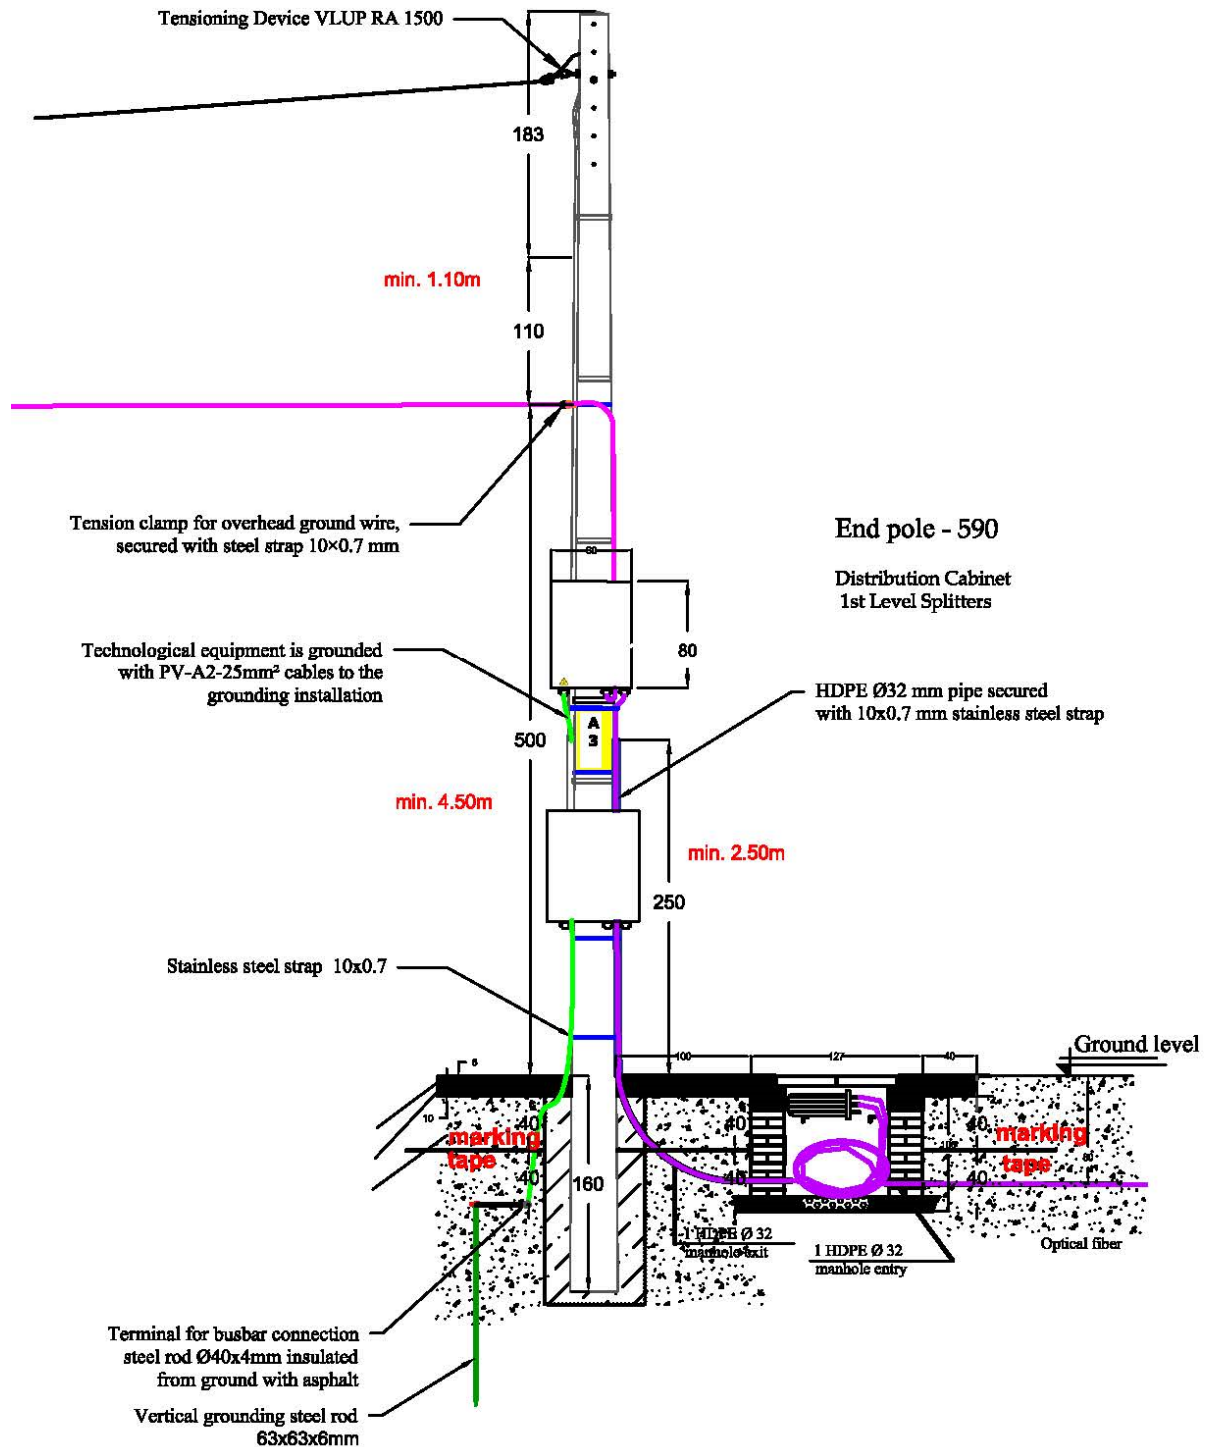 Tensioning Device VLUP RA 1500
183
min. 1.10m
110
Tension clamp for overhead ground wire,
secured with steel strap 10×0.7 mm
End pole - 590
Distribution Cabinet
1st Level Splitters
60
80
Technological equipment is grounded
with PV-A2-25mm² cables to the
grounding installation
HDPE Ø32 mm pipe secured
with 10x0.7 mm stainless steel strap
A
3
500
min. 4.50m
min. 2.50m
250
Stainless steel strap 10x0.7
Ground level
100
127
40
10
40
40
40
marking
tape
marking
tape
80
40
40
40
160
1 HDPE Ø 32
manhole exit
1 HDPE Ø 32
manhole entry
Optical fiber
Terminal for busbar connection
steel rod Ø40x4mm insulated
from ground with asphalt
Vertical grounding steel rod
63x63x6mm